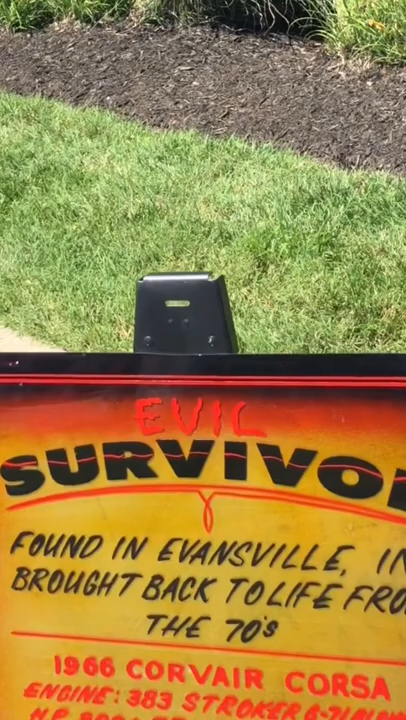 EVIL
SURVIVO
FOUND IN EVANSVILLE, IN
BROUGHT BACK TO LIFE FRO
THE 70's
1966 CORVAIR CORSA
ENGINE: 383 STROKER
H.P.